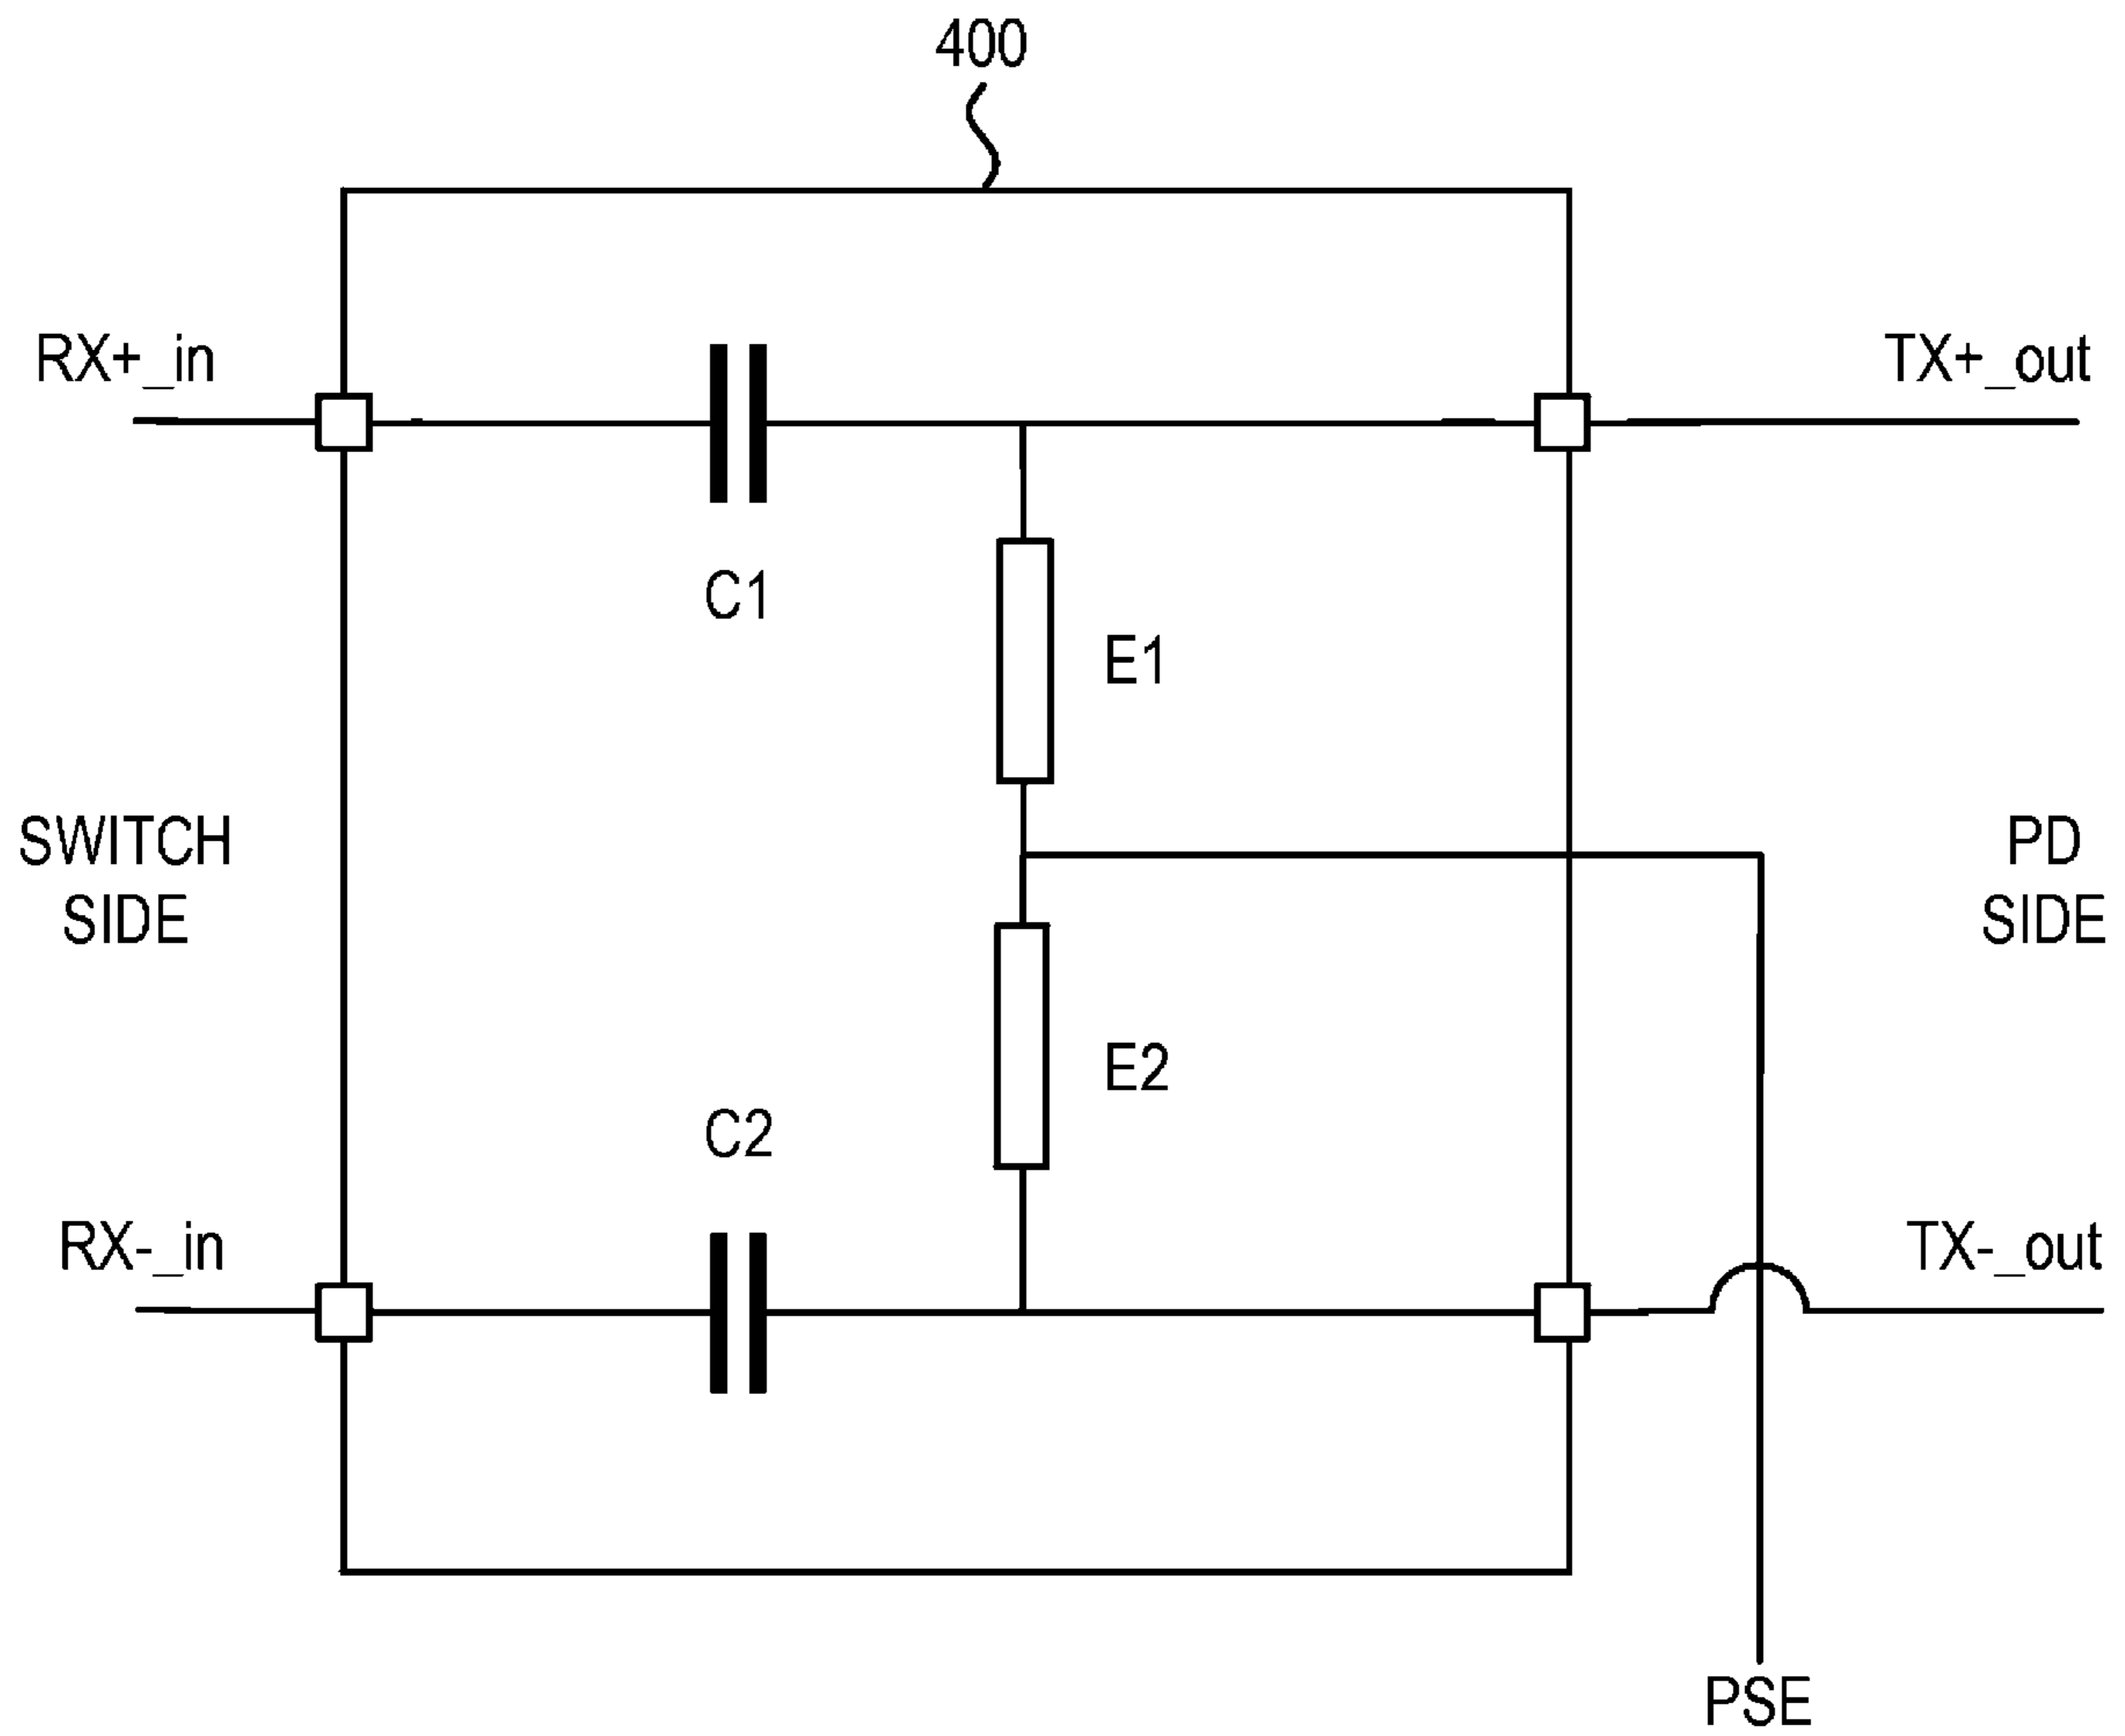 400
RX+_in
TX+_out
C1
E1
SWITCH
SIDE
PD
SIDE
E2
C2
RX-_in
TX-_out
PSE